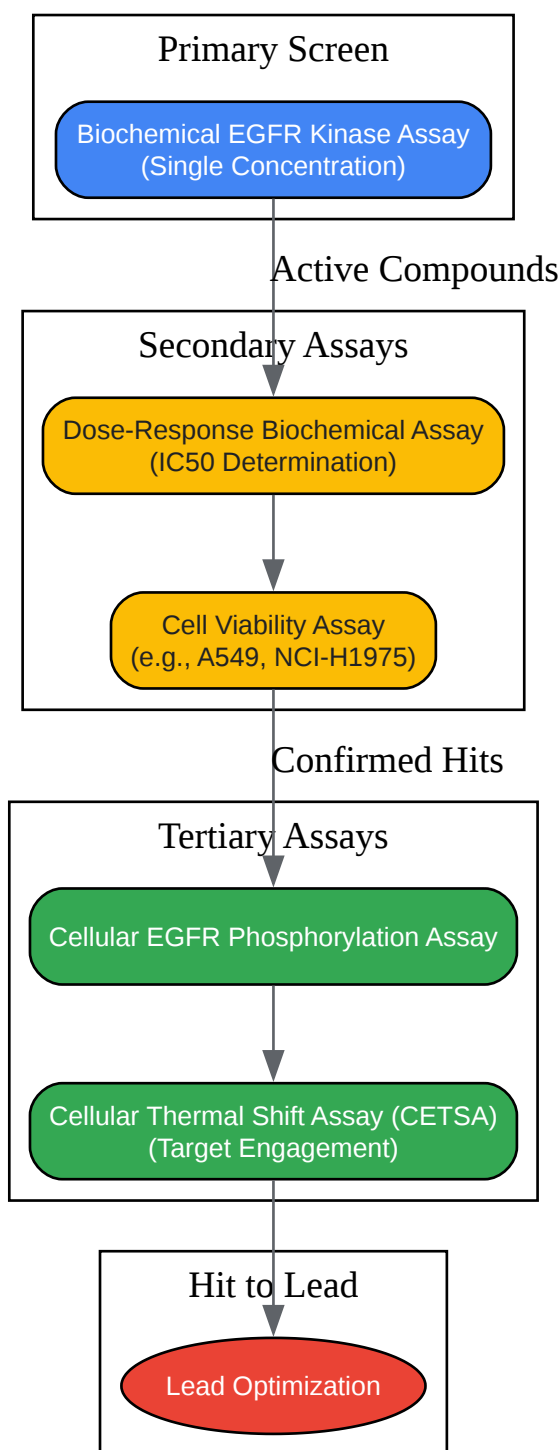 Primary Screen
Biochemical EGFR Kinase Assay
(Single Concentration)
Active Compounds
Secondary Assays
Dose-Response Biochemical Assay
(IC50 Determination)
Cell Viability Assay
(e.g., A549, NCI-H1975)
Confirmed Hits
Tertiary Assays
Cellular EGFR Phosphorylation Assay
Cellular Thermal Shift Assay (CETSA)
(Target Engagement)
Hit to Lead
Lead Optimization